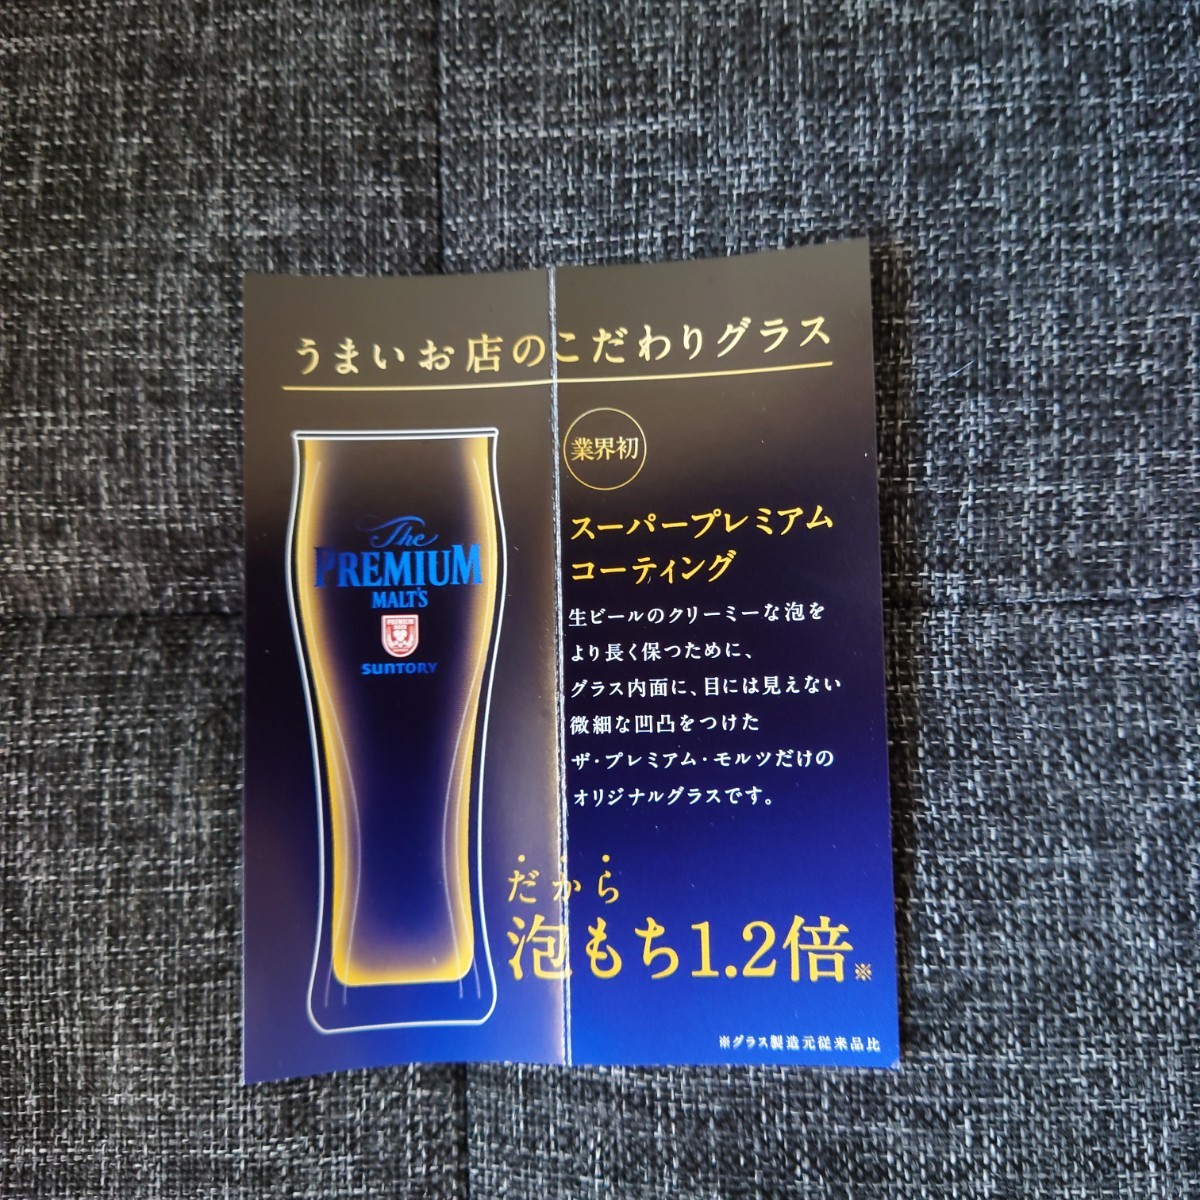 うまいお店のこだわりグラス
The
PREMIUM
MALT'S
PREMIUM
BEER
SUNTORY
業界初
スーパープレミアム
コーティング
生ビールのクリーミーな泡を
より長く保つために、
グラス内面に、目には見えない
微細な凹凸をつけた
ザ・プレミアム・モルツだけの
オリジナルグラスです。
だから
泡もち1.2倍※
※グラス製造元従来品比